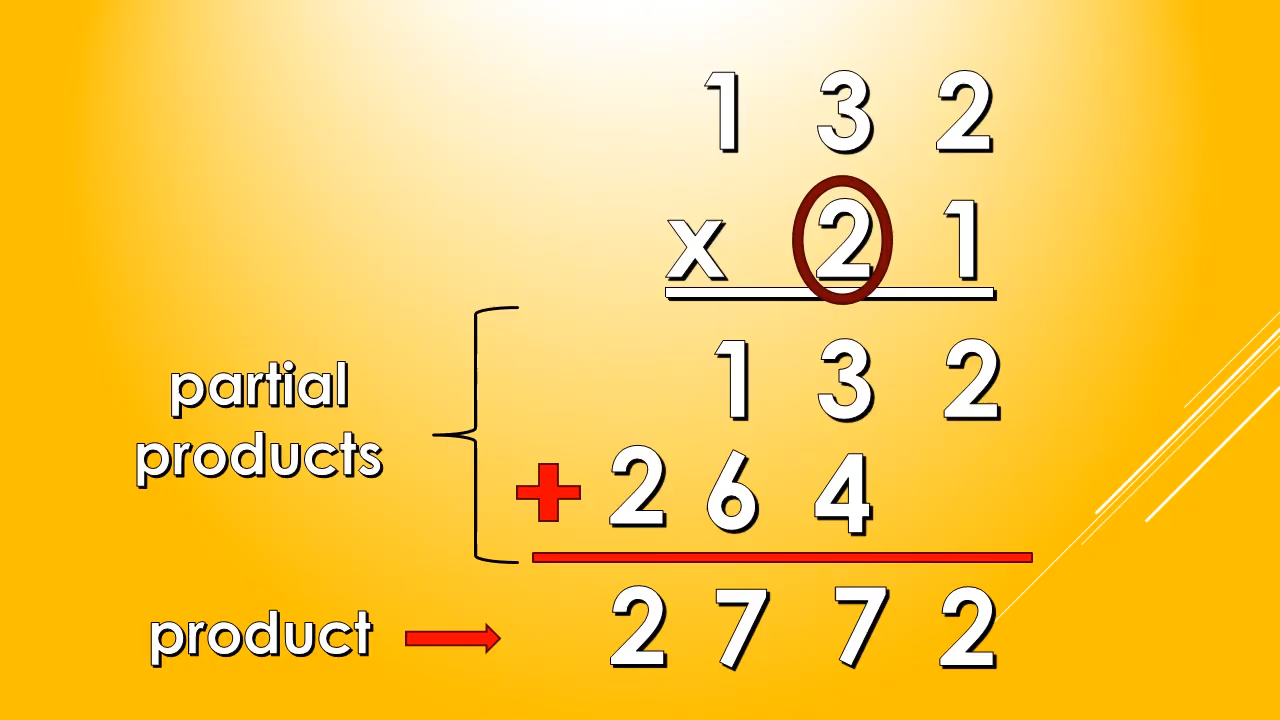 1 3 2
x 2 1
1 3 2
partial
products
+ 2 6 4
product 2 7 7 2